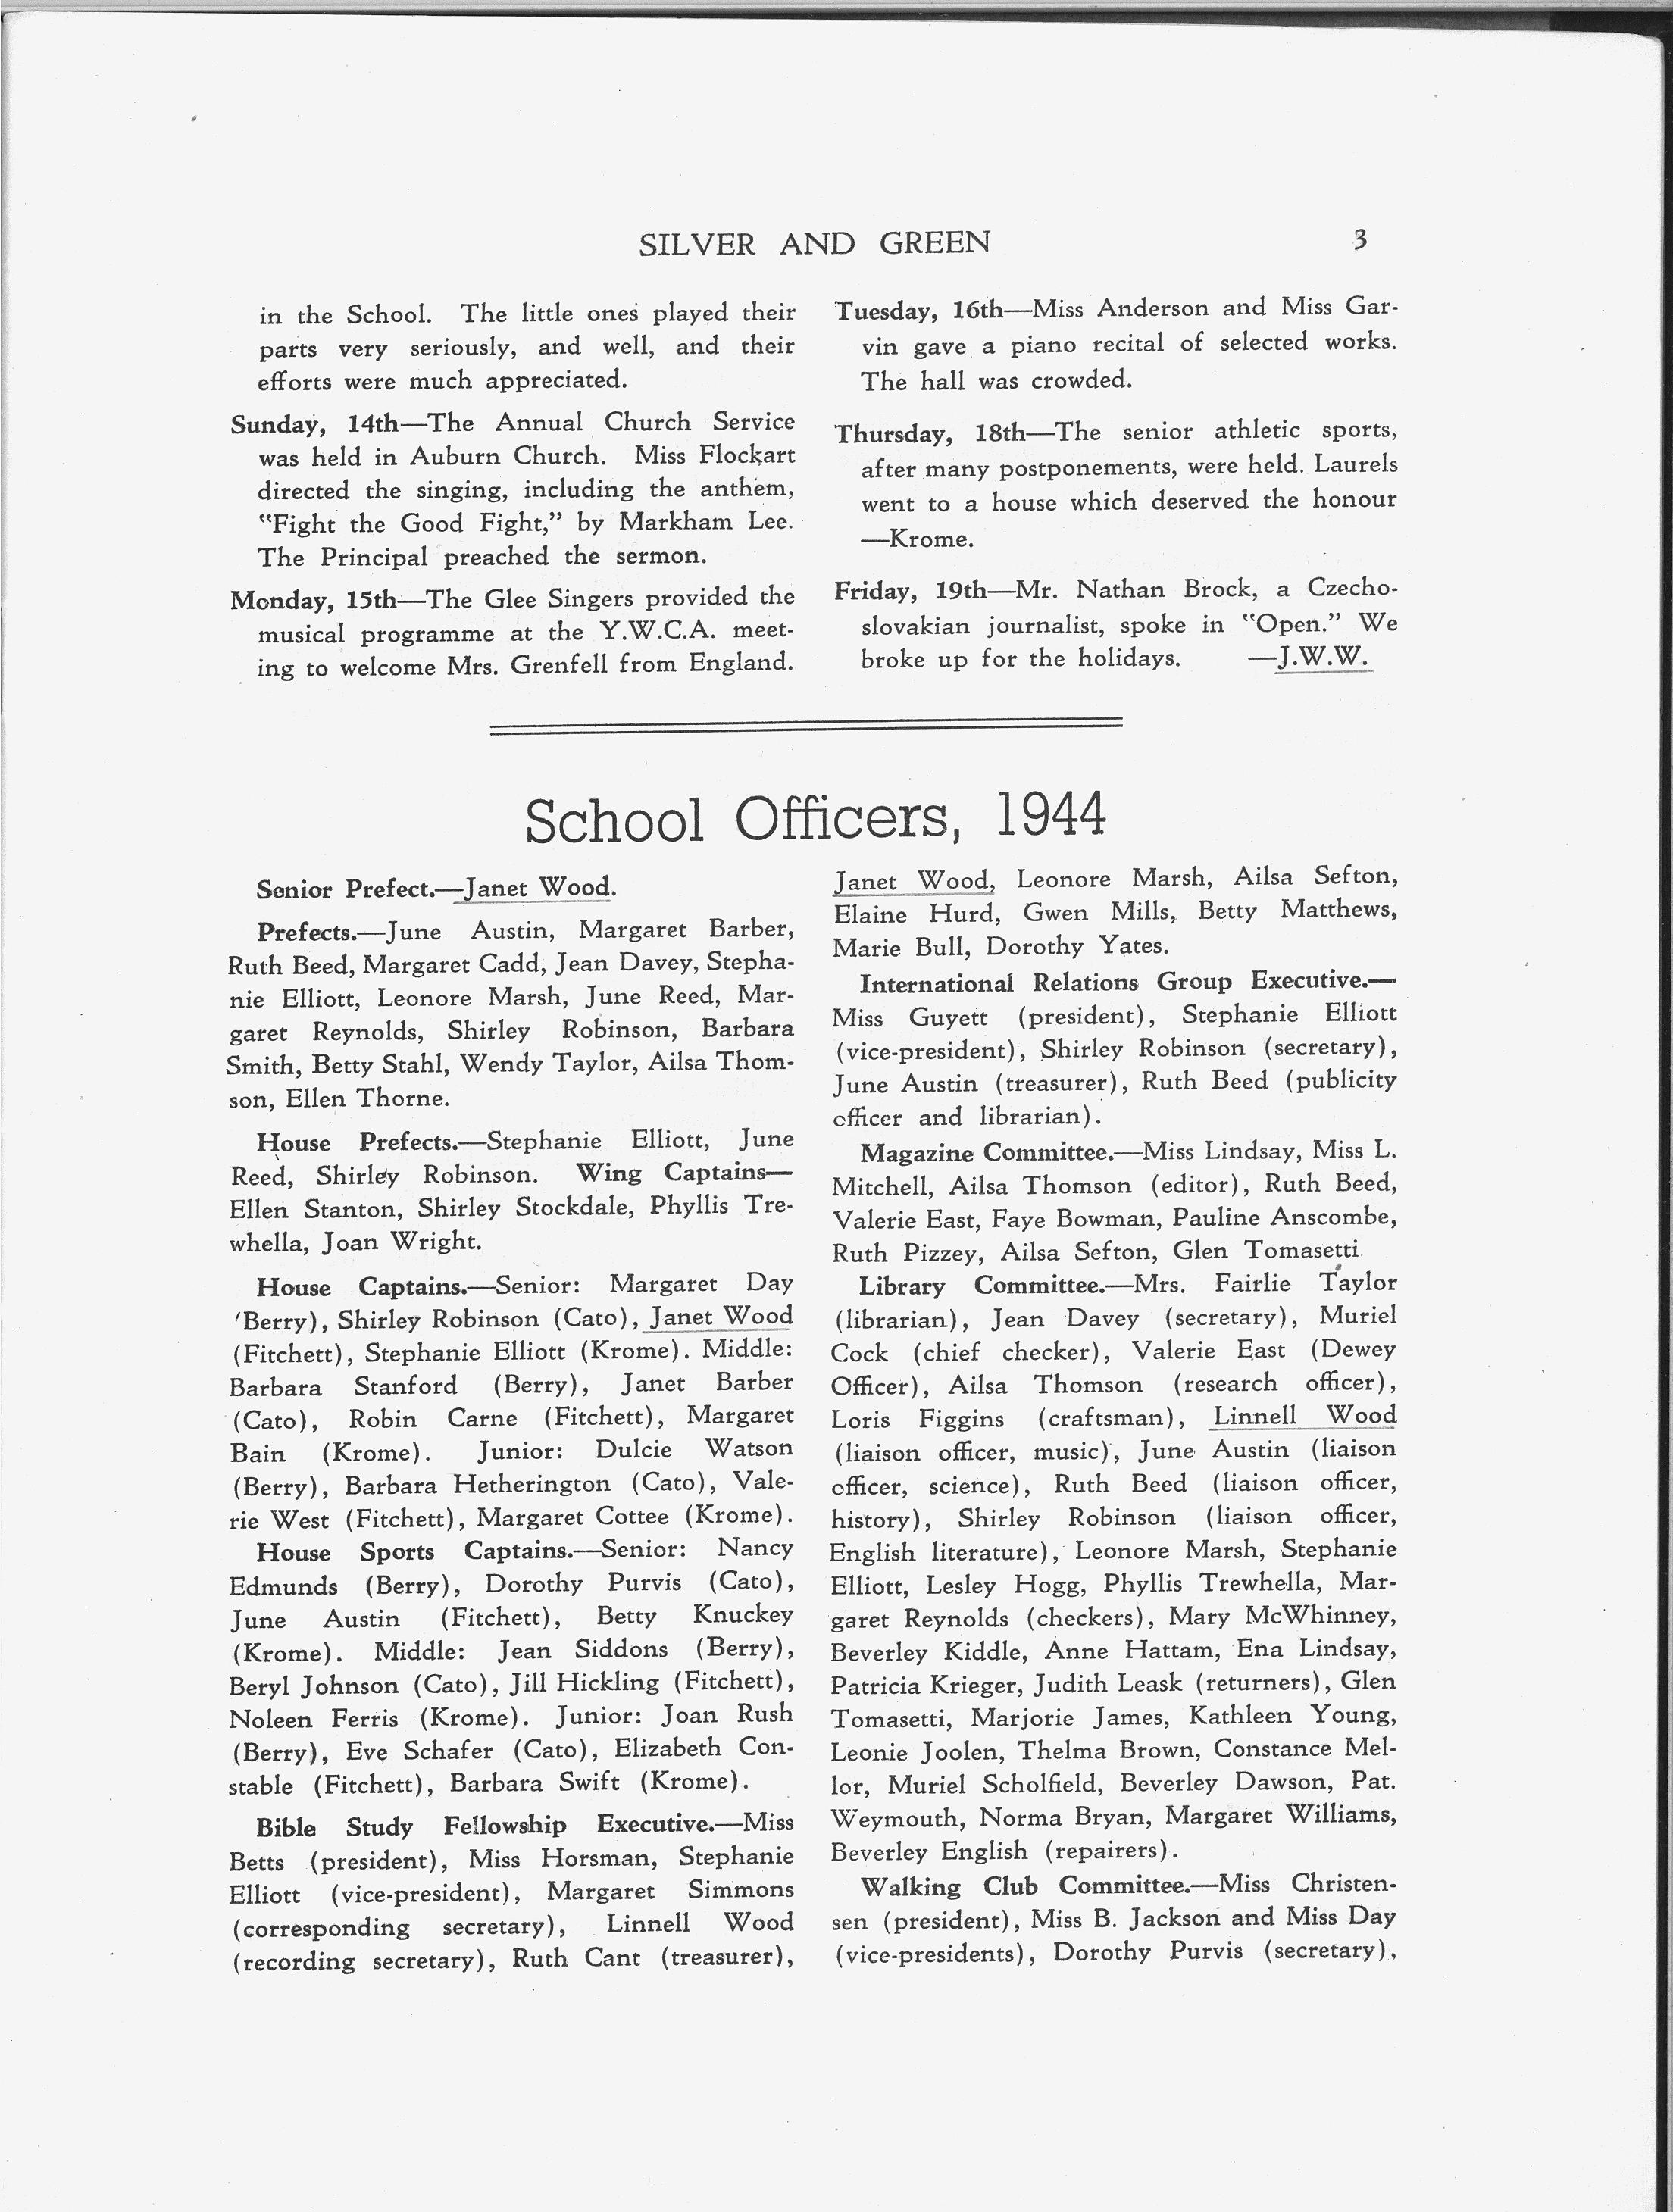 SILVER AND GREEN 3
in the School. The little ones played their
parts very seriously, and well, and their
efforts were much appreciated.
Sunday, 14th—The Annual Church Service
was held in Auburn Church. Miss Flockart
directed the singing, including the anthem,
"Fight the Good Fight," by Markham Lee.
The Principal preached the sermon.
Monday, 15th—The Glee Singers provided the
musical programme at the Y.W.C.A. meet-
ing to welcome Mrs. Grenfell from England.
Tuesday, 16th—Miss Anderson and Miss Gar-
vin gave a piano recital of selected works.
The hall was crowded.
Thursday, 18th—The senior athletic sports,
after many postponements, were held. Laurels
went to a house which deserved the honour
—Krome.
Friday, 19th—Mr. Nathan Brock, a Czecho-
slovakian journalist, spoke in "Open." We
broke up for the holidays. —J.W.W.
School Officers, 1944
Senior Prefect.—Janet Wood.
Prefects.—June Austin, Margaret Barber,
Ruth Beed, Margaret Cadd, Jean Davey, Stepha-
nie Elliott, Leonore Marsh, June Reed, Mar-
garet Reynolds, Shirley Robinson, Barbara
Smith, Betty Stahl, Wendy Taylor, Ailsa Thom-
son, Ellen Thorne.
House Prefects.—Stephanie Elliott, June
Reed, Shirley Robinson. Wing Captains—
Ellen Stanton, Shirley Stockdale, Phyllis Tre-
whella, Joan Wright.
House Captains.—Senior: Margaret Day
'Berry), Shirley Robinson (Cato), Janet Wood
(Fitchett), Stephanie Elliott (Krome). Middle:
Barbara Stanford (Berry), Janet Barber
(Cato), Robin Carne (Fitchett), Margaret
Bain (Krome). Junior: Dulcie Watson
(Berry), Barbara Hetherington (Cato), Vale-
rie West (Fitchett), Margaret Cottee (Krome).
House Sports Captains.—Senior: Nancy
Edmunds (Berry), Dorothy Purvis (Cato),
June Austin (Fitchett), Betty Knuckey
(Krome). Middle: Jean Siddons (Berry),
Beryl Johnson (Cato), Jill Hickling (Fitchett),
Noleen Ferris (Krome). Junior: Joan Rush
(Berry), Eve Schafer (Cato), Elizabeth Con-
stable (Fitchett), Barbara Swift (Krome).
Bible Study Fellowship Executive.—Miss
Betts (president), Miss Horsman, Stephanie
Elliott (vice-president), Margaret Simmons
(corresponding secretary), Linnell Wood
(recording secretary), Ruth Cant (treasurer),
Janet Wood, Leonore Marsh, Ailsa Sefton,
Elaine Hurd, Gwen Mills, Betty Matthews,
Marie Bull, Dorothy Yates.
International Relations Group Executive.—
Miss Guyett (president), Stephanie Elliott
(vice-president), Shirley Robinson (secretary),
June Austin (treasurer), Ruth Beed (publicity
officer and librarian).
Magazine Committee.—Miss Lindsay, Miss L.
Mitchell, Ailsa Thomson (editor), Ruth Beed,
Valerie East, Faye Bowman, Pauline Anscombe,
Ruth Pizzey, Ailsa Sefton, Glen Tomasetti.
Library Committee.—Mrs. Fairlie Taylor
(librarian), Jean Davey (secretary), Muriel
Cock (chief checker), Valerie East (Dewey
Officer), Ailsa Thomson (research officer),
Loris Figgins (craftsman), Linnell Wood
(liaison officer, music), June Austin (liaison
officer, science), Ruth Beed (liaison officer,
history), Shirley Robinson (liaison officer,
English literature), Leonore Marsh, Stephanie
Elliott, Lesley Hogg, Phyllis Trewhella, Mar-
garet Reynolds (checkers), Mary McWhinney,
Beverley Kiddle, Anne Hattam, Ena Lindsay,
Patricia Krieger, Judith Leask (returners), Glen
Tomasetti, Marjorie James, Kathleen Young,
Leonie Joolen, Thelma Brown, Constance Mel-
lor, Muriel Scholfield, Beverley Dawson, Pat.
Weymouth, Norma Bryan, Margaret Williams,
Beverley English (repairers).
Walking Club Committee.—Miss Christen-
sen (president), Miss B. Jackson and Miss Day
(vice-presidents), Dorothy Purvis (secretary),